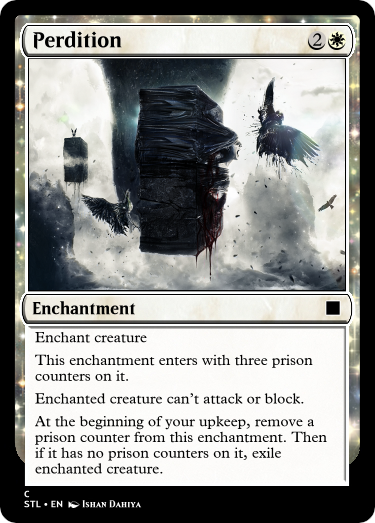 Perdition 2
Enchantment
Enchant creature
This enchantment enters with three prison
counters on it.
Enchanted creature can't attack or block.
At the beginning of your upkeep, remove a
prison counter from this enchantment. Then
if it has no prison counters on it, exile
enchanted creature.
C
STL • EN Ishan Dahiya